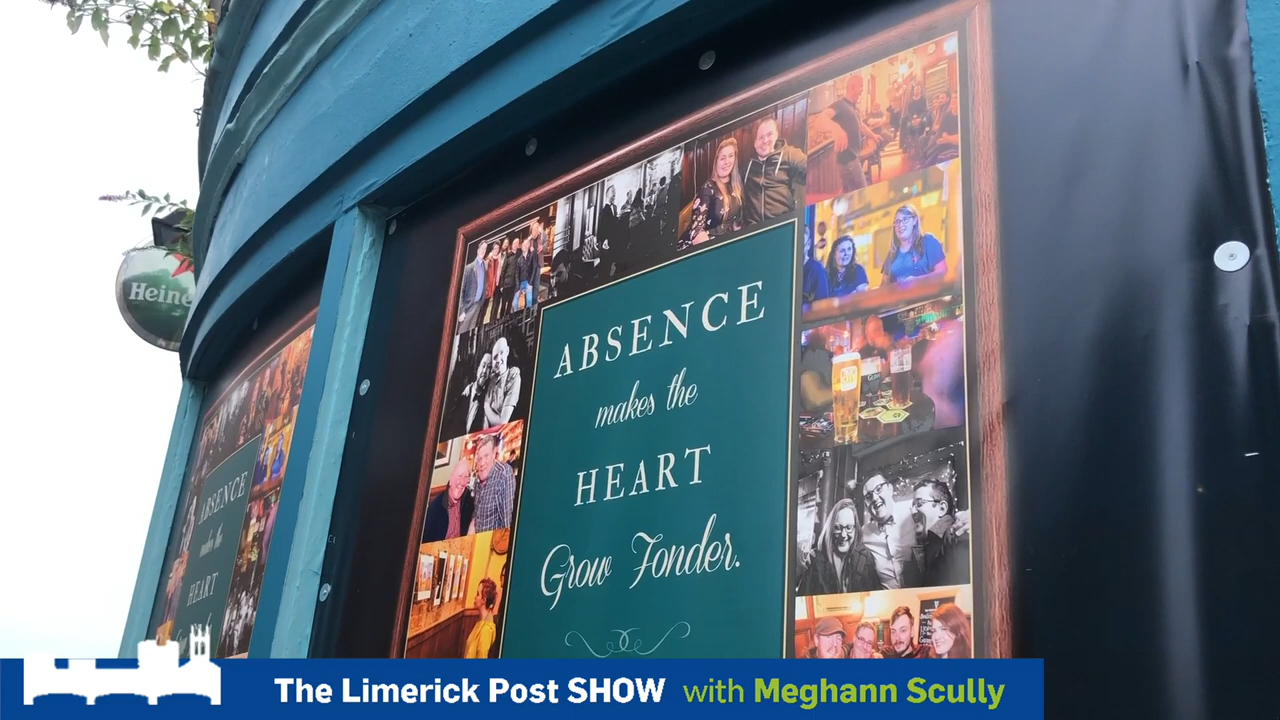 Heine
ABSENCE
makes the
HEART
Grow Fonder.
ABSENCE
makes the
HEART
The Limerick Post SHOW with Meghann Scully